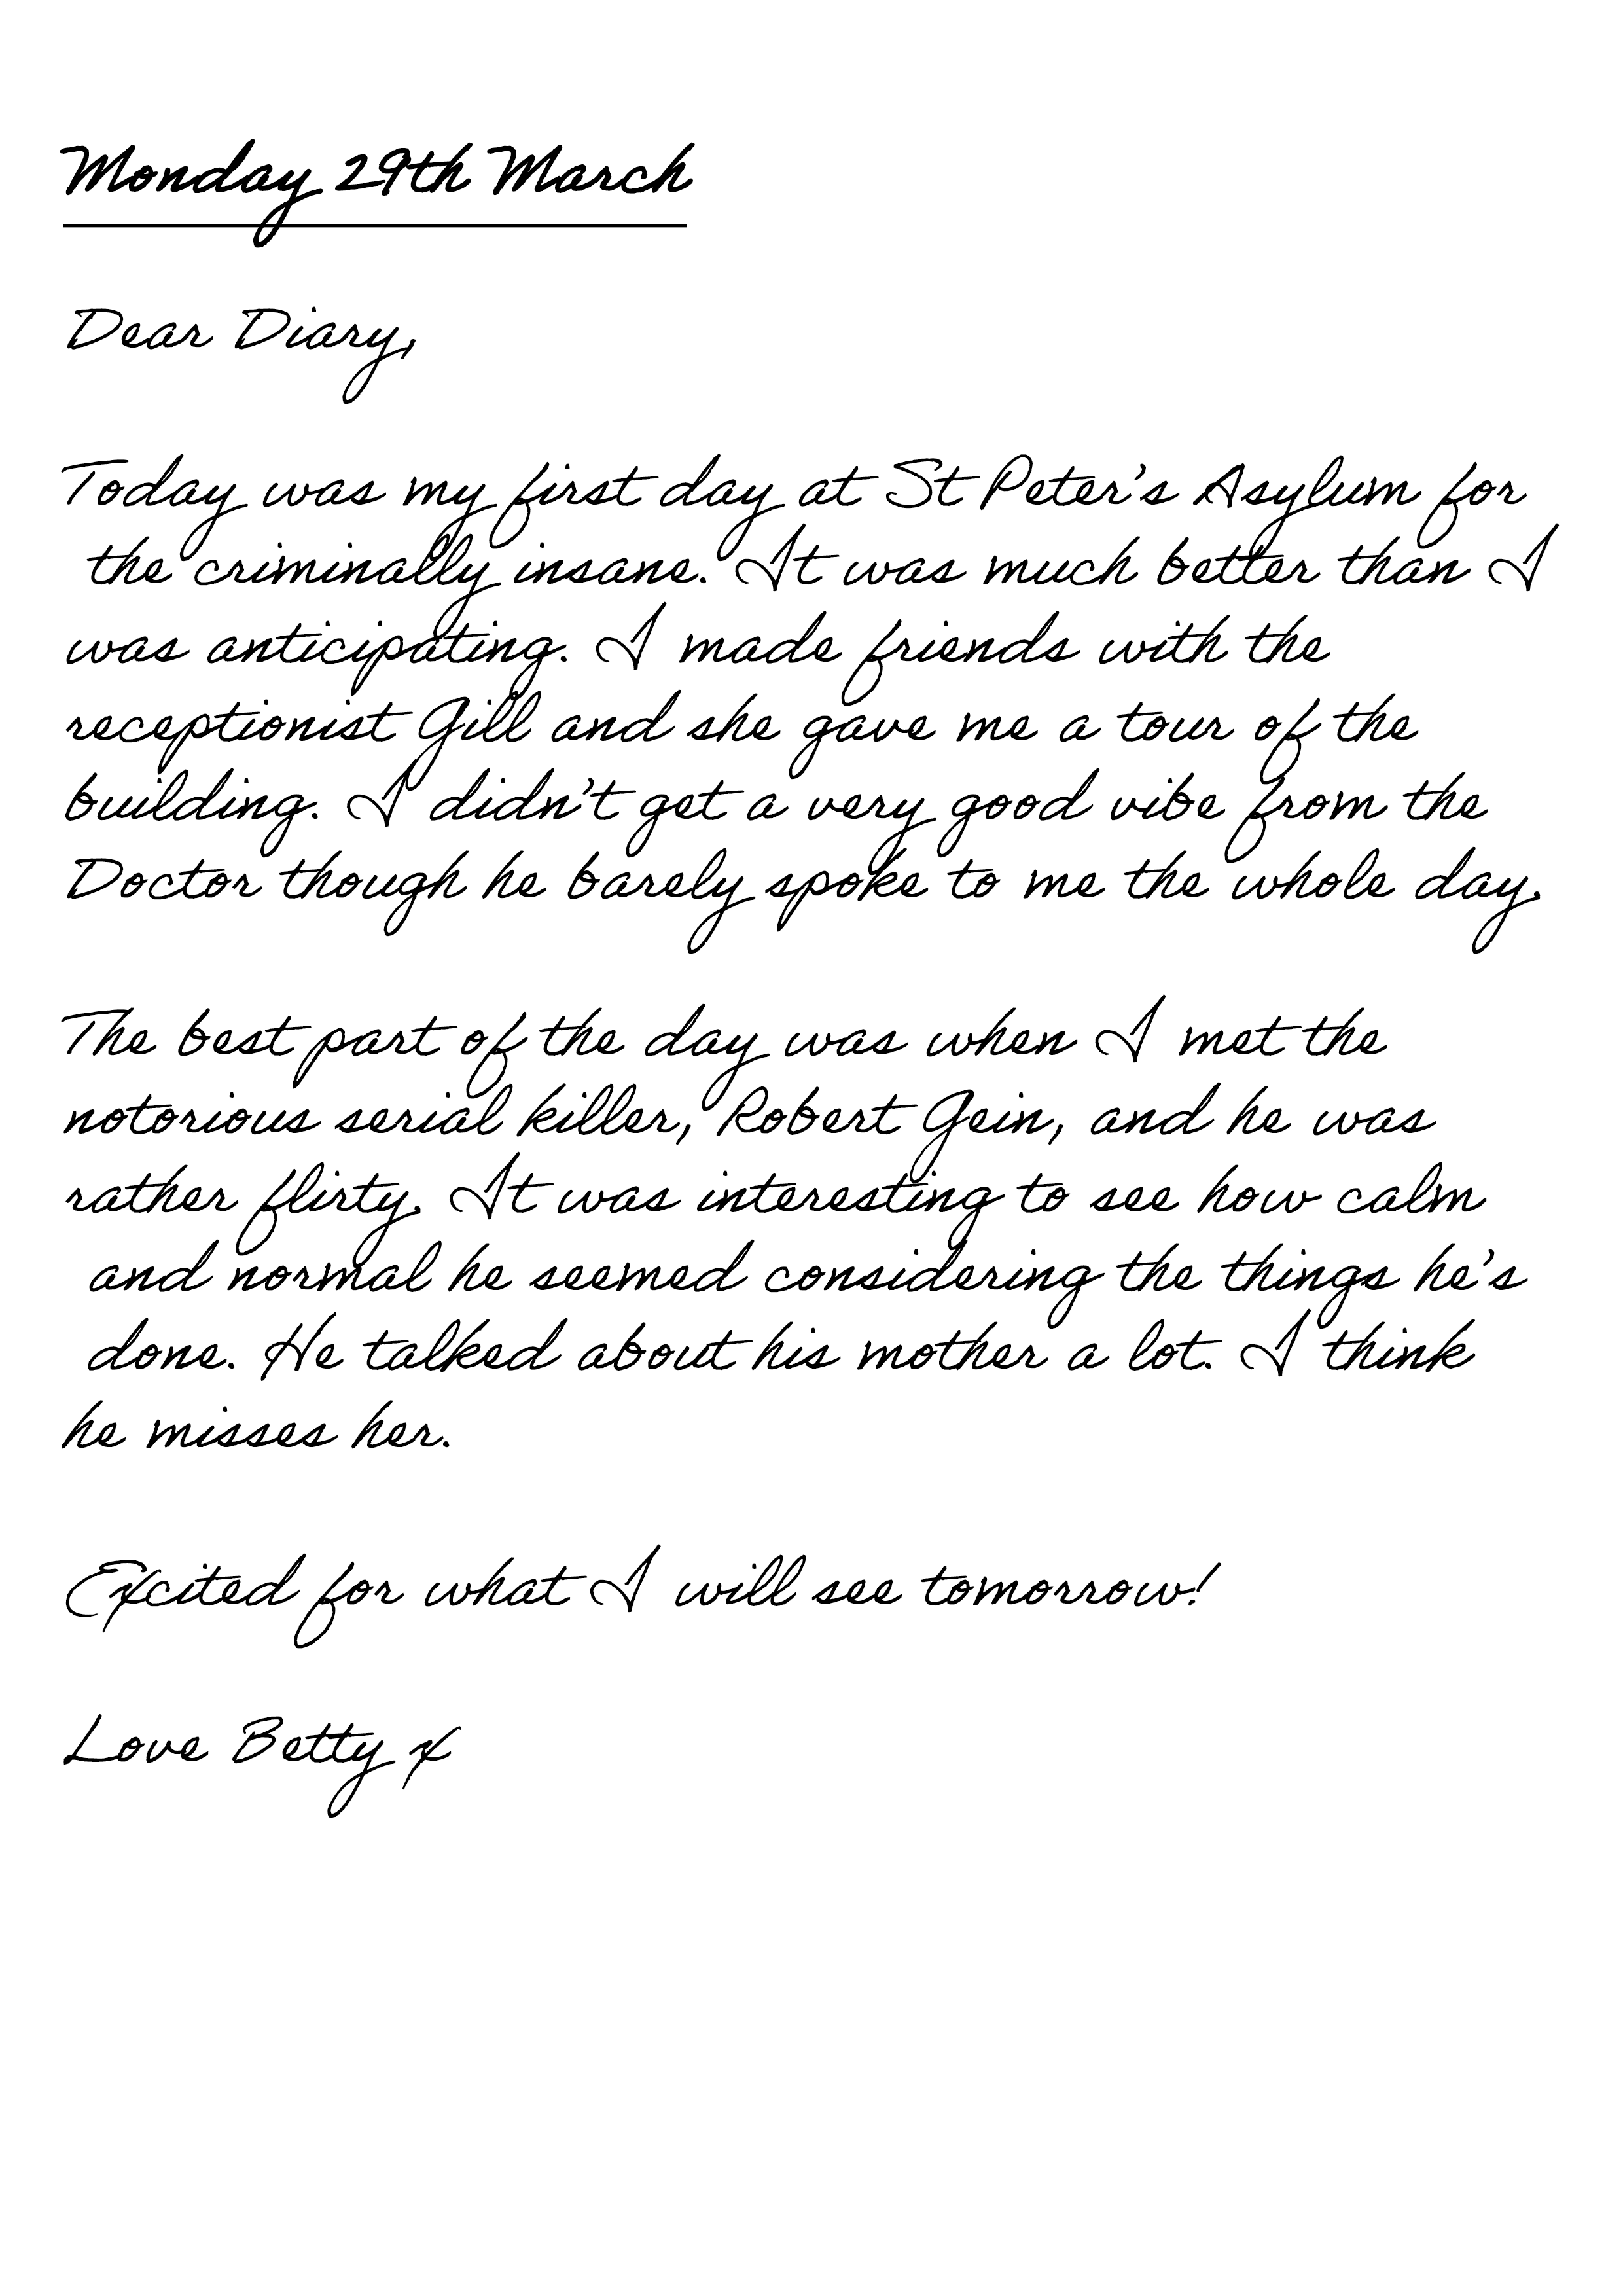 Monday 29th March
Dear Diary,
Today was my first day at St Peter's Asylum for
the criminally insane. It was much better than I
was anticipating. I made friends with the
receptionist Gill and she gave me a tour of the
building. I didn't get a very good vibe from the
Doctor though he barely spoke to me the whole day.
The best part of the day was when I met the
notorious serial killer, Robert Gein, and he was
rather flirty. It was interesting to see how calm
and normal he seemed considering the things he's
done. He talked about his mother a lot. I think
he misses her.
Excited for what I will see tomorrow!
Love Betty x